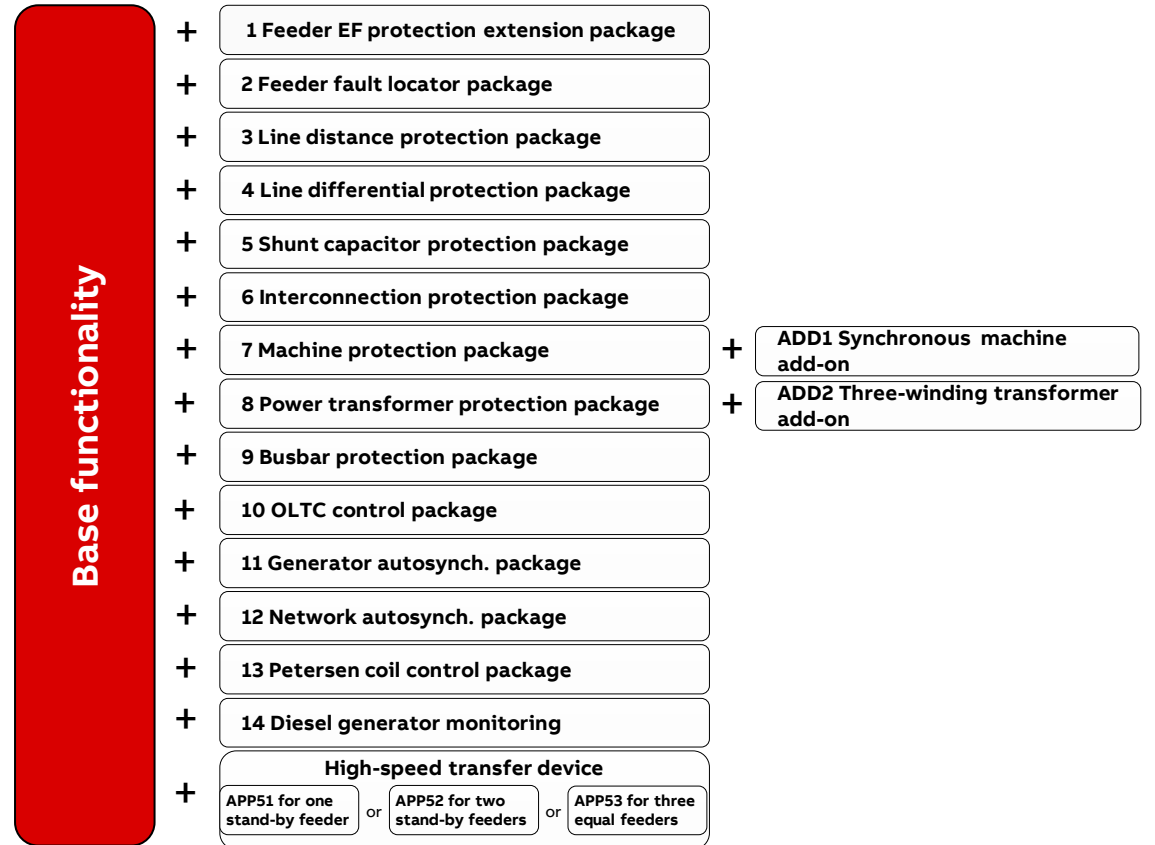 Base functionality
+ 1 Feeder EF protection extension package
+ 2 Feeder fault locator package
+ 3 Line distance protection package
+ 4 Line differential protection package
+ 5 Shunt capacitor protection package
+ 6 Interconnection protection package
+ 7 Machine protection package
+ ADD1 Synchronous machine
add-on
+ 8 Power transformer protection package
+ ADD2 Three-winding transformer
add-on
+ 9 Busbar protection package
+ 10 OLTC control package
+ 11 Generator autosynch. package
+ 12 Network autosynch. package
+ 13 Petersen coil control package
+ 14 Diesel generator monitoring
+ High-speed transfer device
APP51 for one
stand-by feeder
or
APP52 for two
stand-by feeders
or
APP53 for three
equal feeders